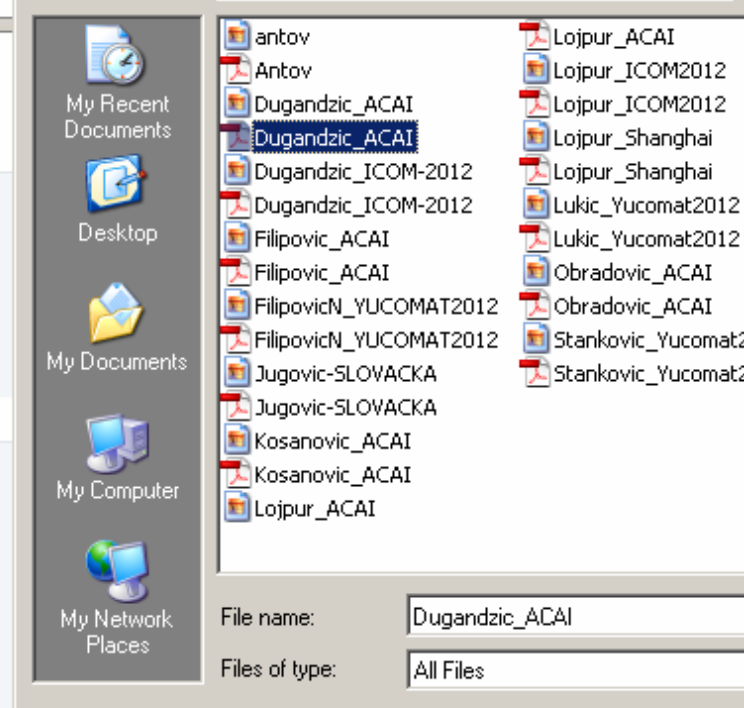 My Recent
Documents
Desktop
My Documents
My Computer
My Network
Places
antov
Antov
Dugandzic_ACAI
Dugandzic_ACAI
Dugandzic_ICOM-2012
Dugandzic_ICOM-2012
Filipovic_ACAI
Filipovic_ACAI
FilipovicN_YUCOMAT2012
FilipovicN_YUCOMAT2012
Jugovic-SLOVACKA
Jugovic-SLOVACKA
Kosanovic_ACAI
Kosanovic_ACAI
Lojpur_ACAI
Lojpur_ACAI
Lojpur_ICOM2012
Lojpur_ICOM2012
Lojpur_Shanghai
Lojpur_Shanghai
Lukic_Yucomat2012
Lukic_Yucomat2012
Obradovic_ACAI
Obradovic_ACAI
Stankovic_Yucomat2
Stankovic_Yucomat2
File name: Dugandzic_ACAI
Files of type: All Files